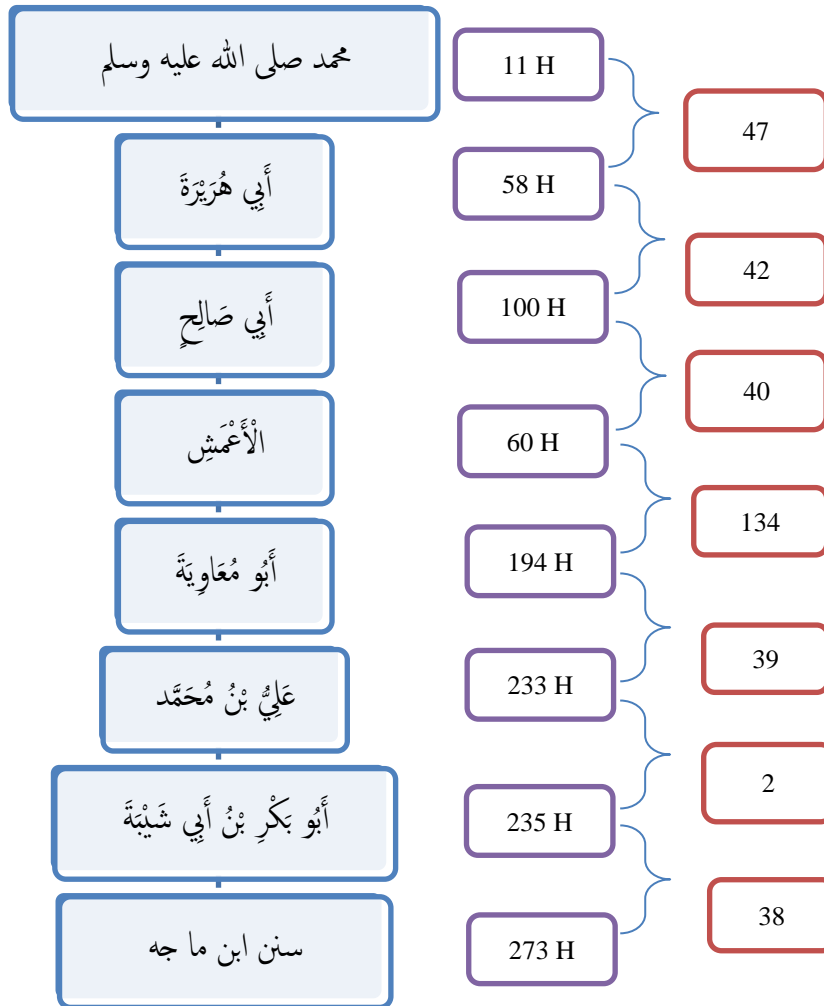 محمد صلى الله عليه وسلم
11 H
47
أَبِي هُرَيْرَةَ
58 H
42
أَبِي صَالِحٍ
100 H
40
الْأَعْمَشِ
60 H
134
أَبُو مُعَاوِيَةَ
194 H
39
عَلِيُّ بْنُ مُحَمَّد
233 H
2
أَبُو بَكْرِ بْنُ أَبِي شَيْبَةَ
235 H
38
سنن ابن ما جه
273 H